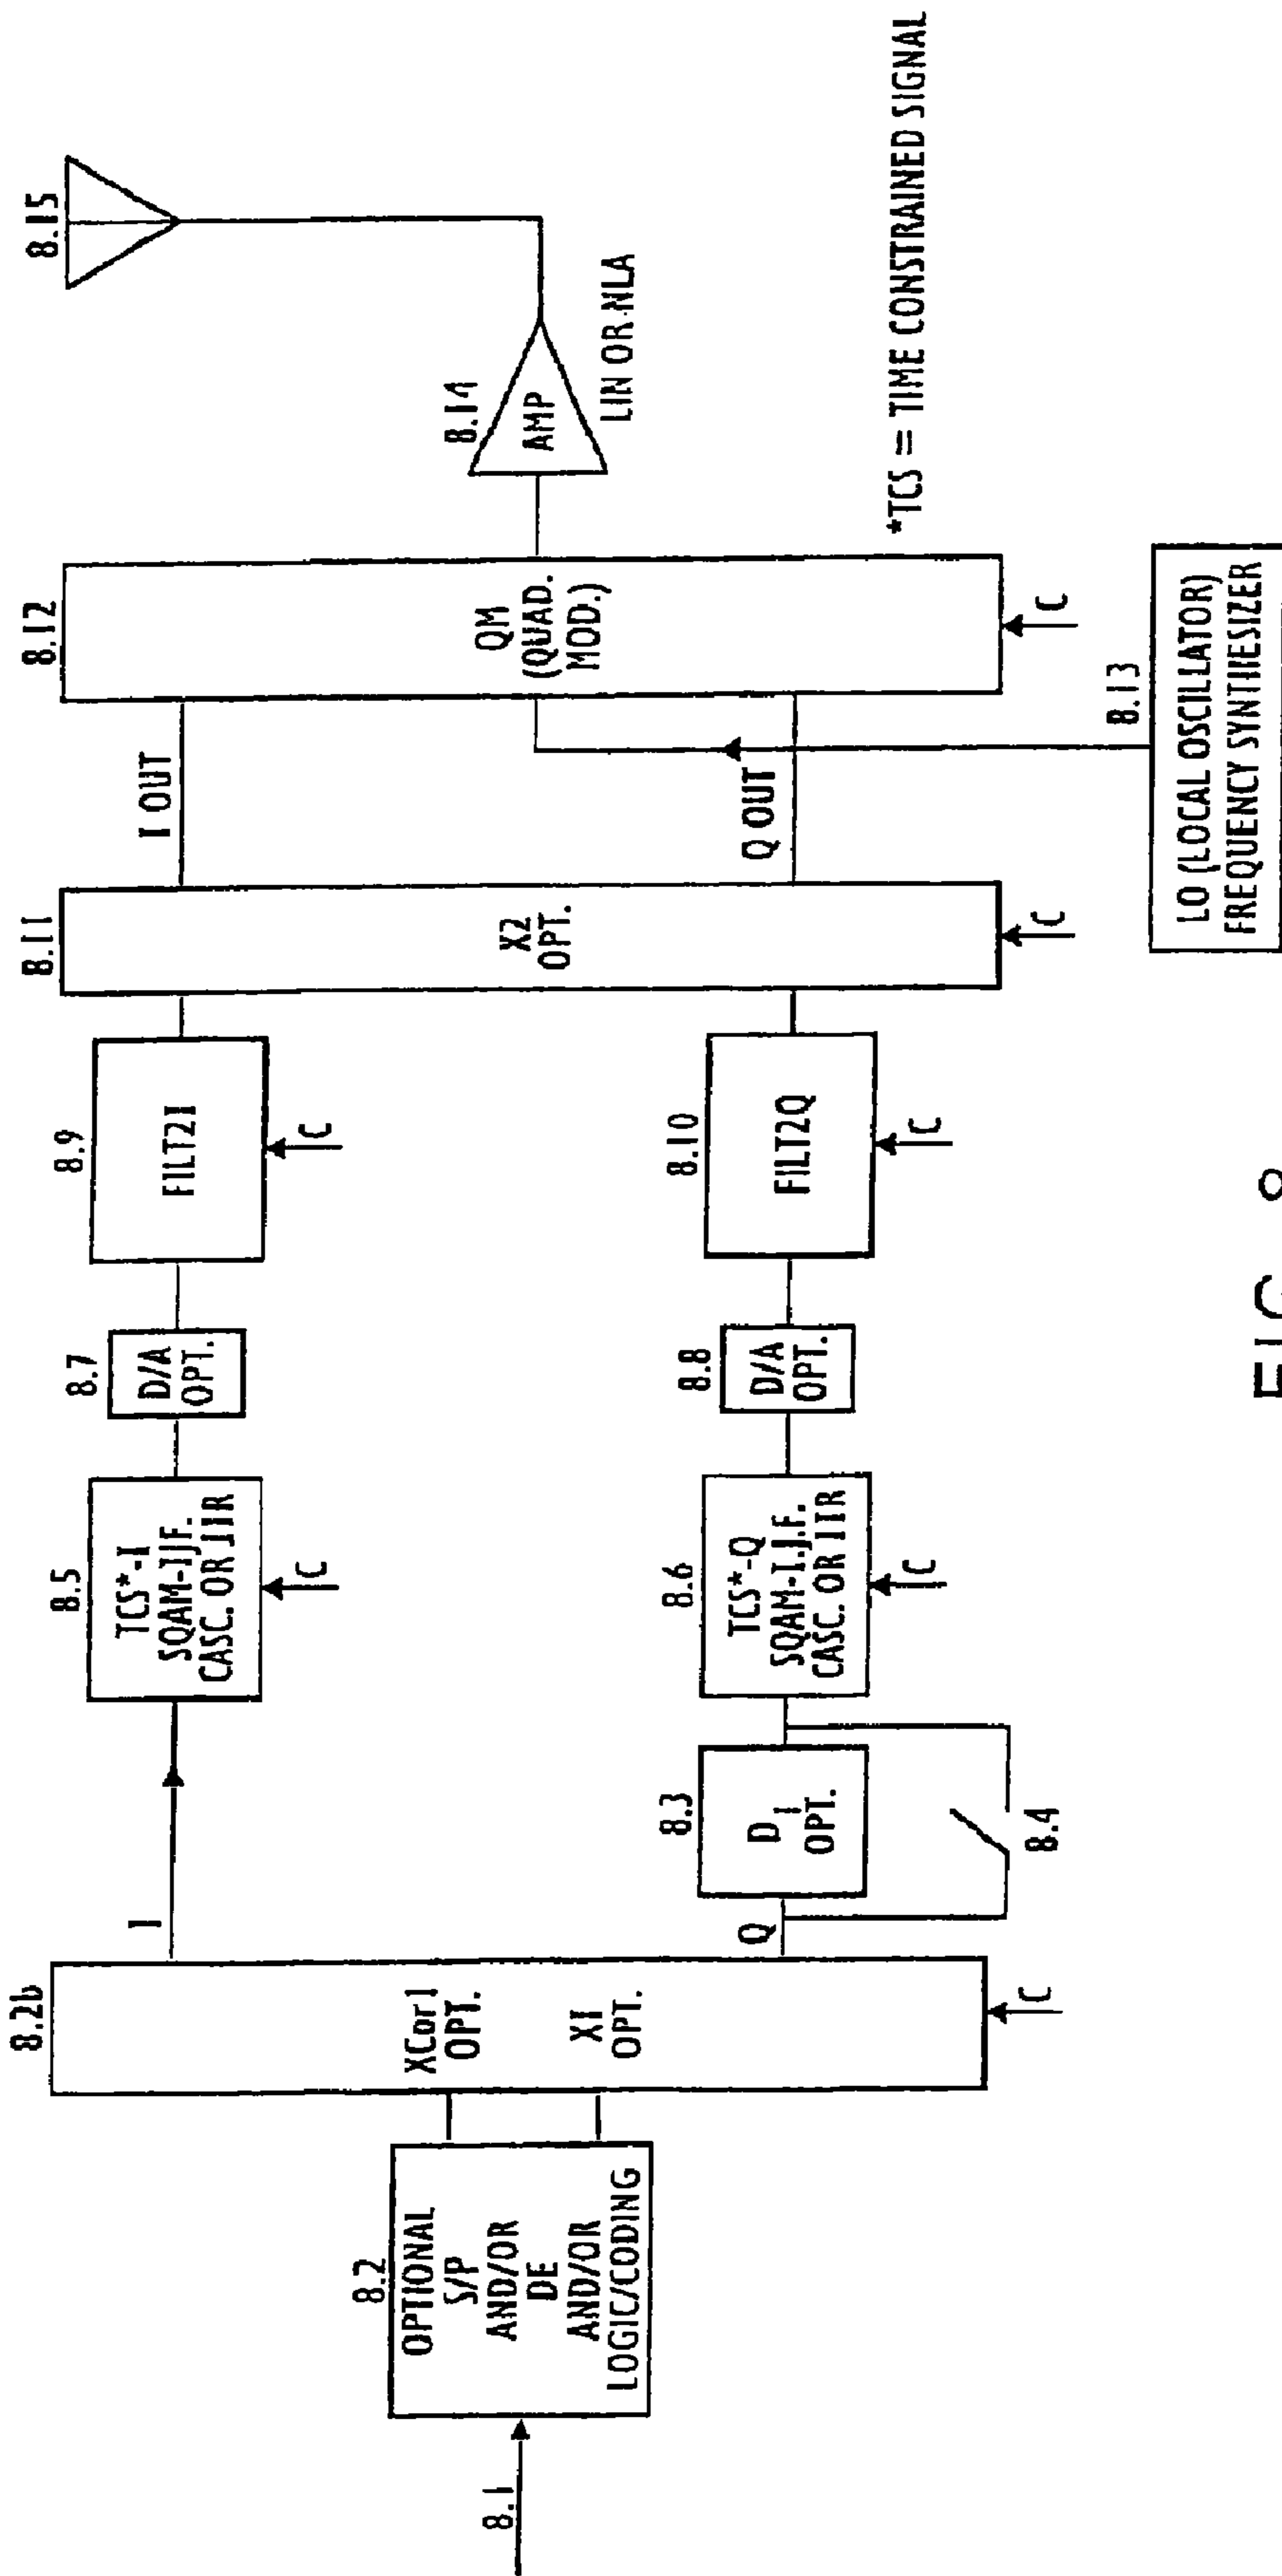 8.1
8.2
OPTIONAL
S/P
AND/OR
DE
AND/OR
LOGIC/CODING
8.2b
XCor1
OPT.
X1
OPT.
C
I
Q
8.3
D1
OPT.
8.4
8.5
TCS*-I
SQAM-IJF.
CASC. OR IIR
C
8.6
TCS*-Q
SQAM-I.J.F.
CASC. OR IIR
C
8.7
D/A
OPT.
8.8
D/A
OPT.
8.9
FILT2I
C
8.10
FILT2Q
C
8.11
X2
OPT.
C
I OUT
Q OUT
8.12
QM
(QUAD.
MOD.)
C
8.13
LO (LOCAL OSCILLATOR)
FREQUENCY SYNTHESIZER
8.14
AMP
LIN OR NLA
8.15
*TCS = TIME CONSTRAINED SIGNAL